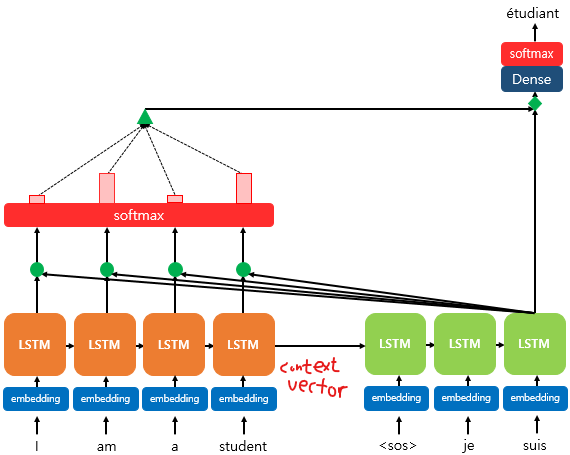 étudiant
softmax
Dense
softmax
LSTM LSTM LSTM LSTM LSTM LSTM LSTM
context
vector
embedding embedding embedding embedding embedding embedding embedding
I am a student <sos> je suis